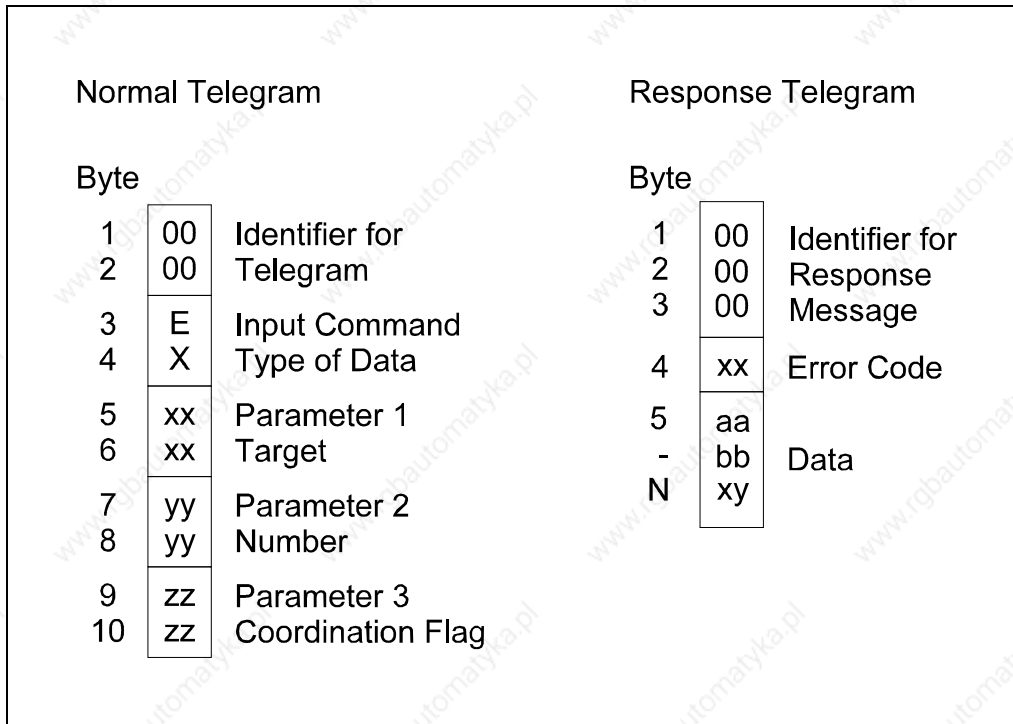 Normal Telegram
Byte
1 00 Identifier for
2 00 Telegram
3 E Input Command
4 X Type of Data
5 xx Parameter 1
6 xx Target
7 yy Parameter 2
8 yy Number
9 zz Parameter 3
10 zz Coordination Flag
Response Telegram
Byte
1 00 Identifier for
2 00 Response
3 00 Message
4 xx Error Code
5 aa
- bb Data
N xy
www.rgbautomatyka.pl